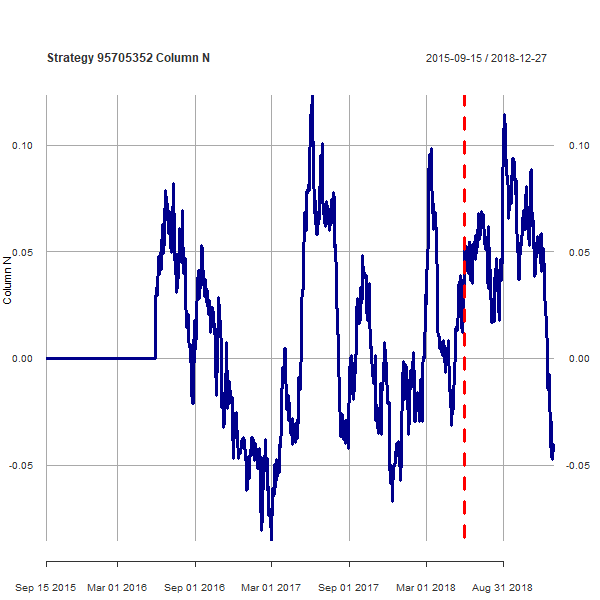 Strategy 95705352 Column N
2015-09-15 / 2018-12-27
0.10
0.10
0.05
0.05
Column N
0.00
0.00
-0.05
-0.05
Sep 15 2015
Mar 01 2016
Sep 01 2016
Mar 01 2017
Sep 01 2017
Mar 01 2018
Aug 31 2018